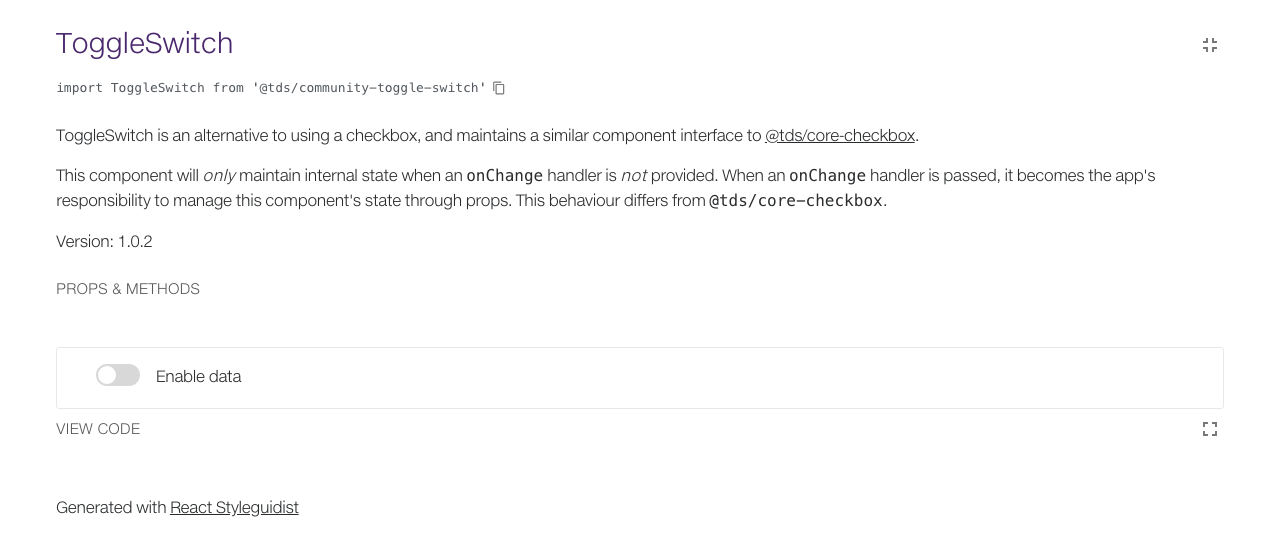 ToggleSwitch
import ToggleSwitch from '@tds/community-toggle-switch'
ToggleSwitch is an alternative to using a checkbox, and maintains a similar component interface to @tds/core-checkbox.
This component will only maintain internal state when an onChange handler is not provided. When an onChange handler is passed, it becomes the app's
responsibility to manage this component's state through props. This behaviour differs from @tds/core-checkbox.
Version: 1.0.2
PROPS & METHODS
Enable data
VIEW CODE
Generated with React Styleguidist